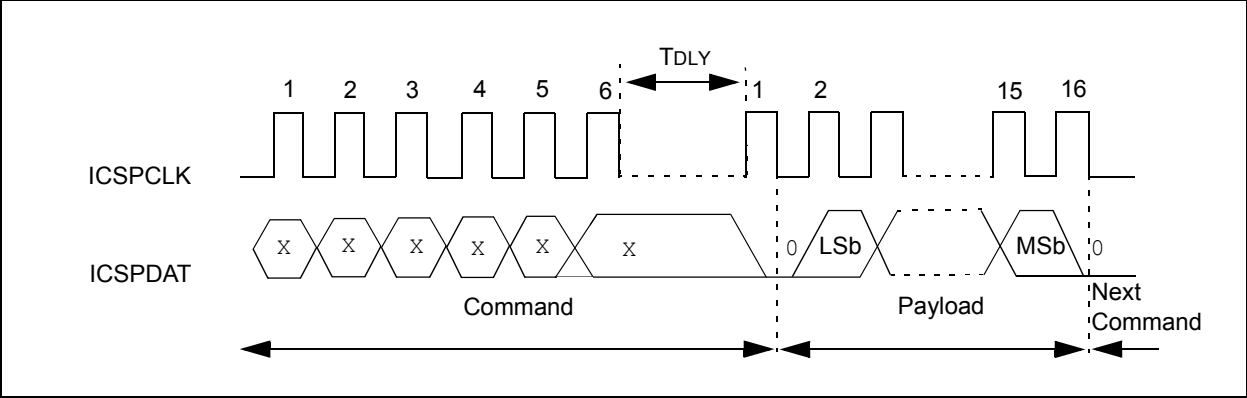 TDLY
1 2 3 4 5 6 1 2 15 16
ICSPCLK
X X X X X X 0 LSb MSb 0
ICSPDAT
Command Payload Next
Command